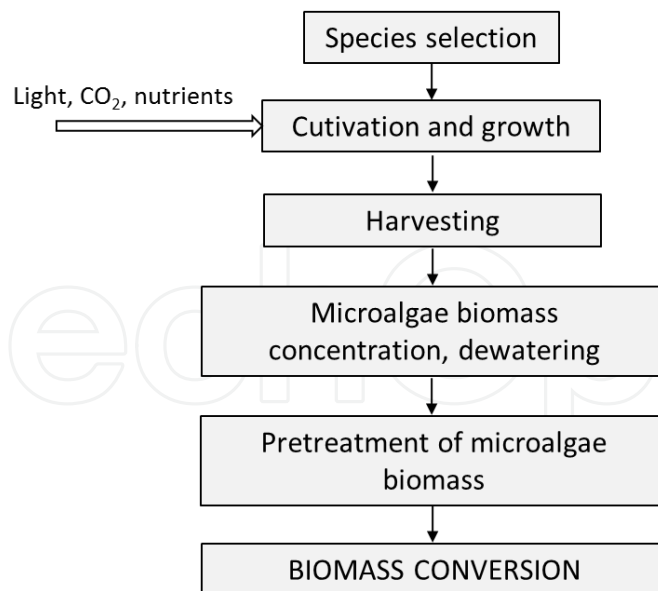 Species selection
Light, CO₂, nutrients
Cutivation and growth
Harvesting
Microalgae biomass
concentration, dewatering
Pretreatment of microalgae
biomass
BIOMASS CONVERSION